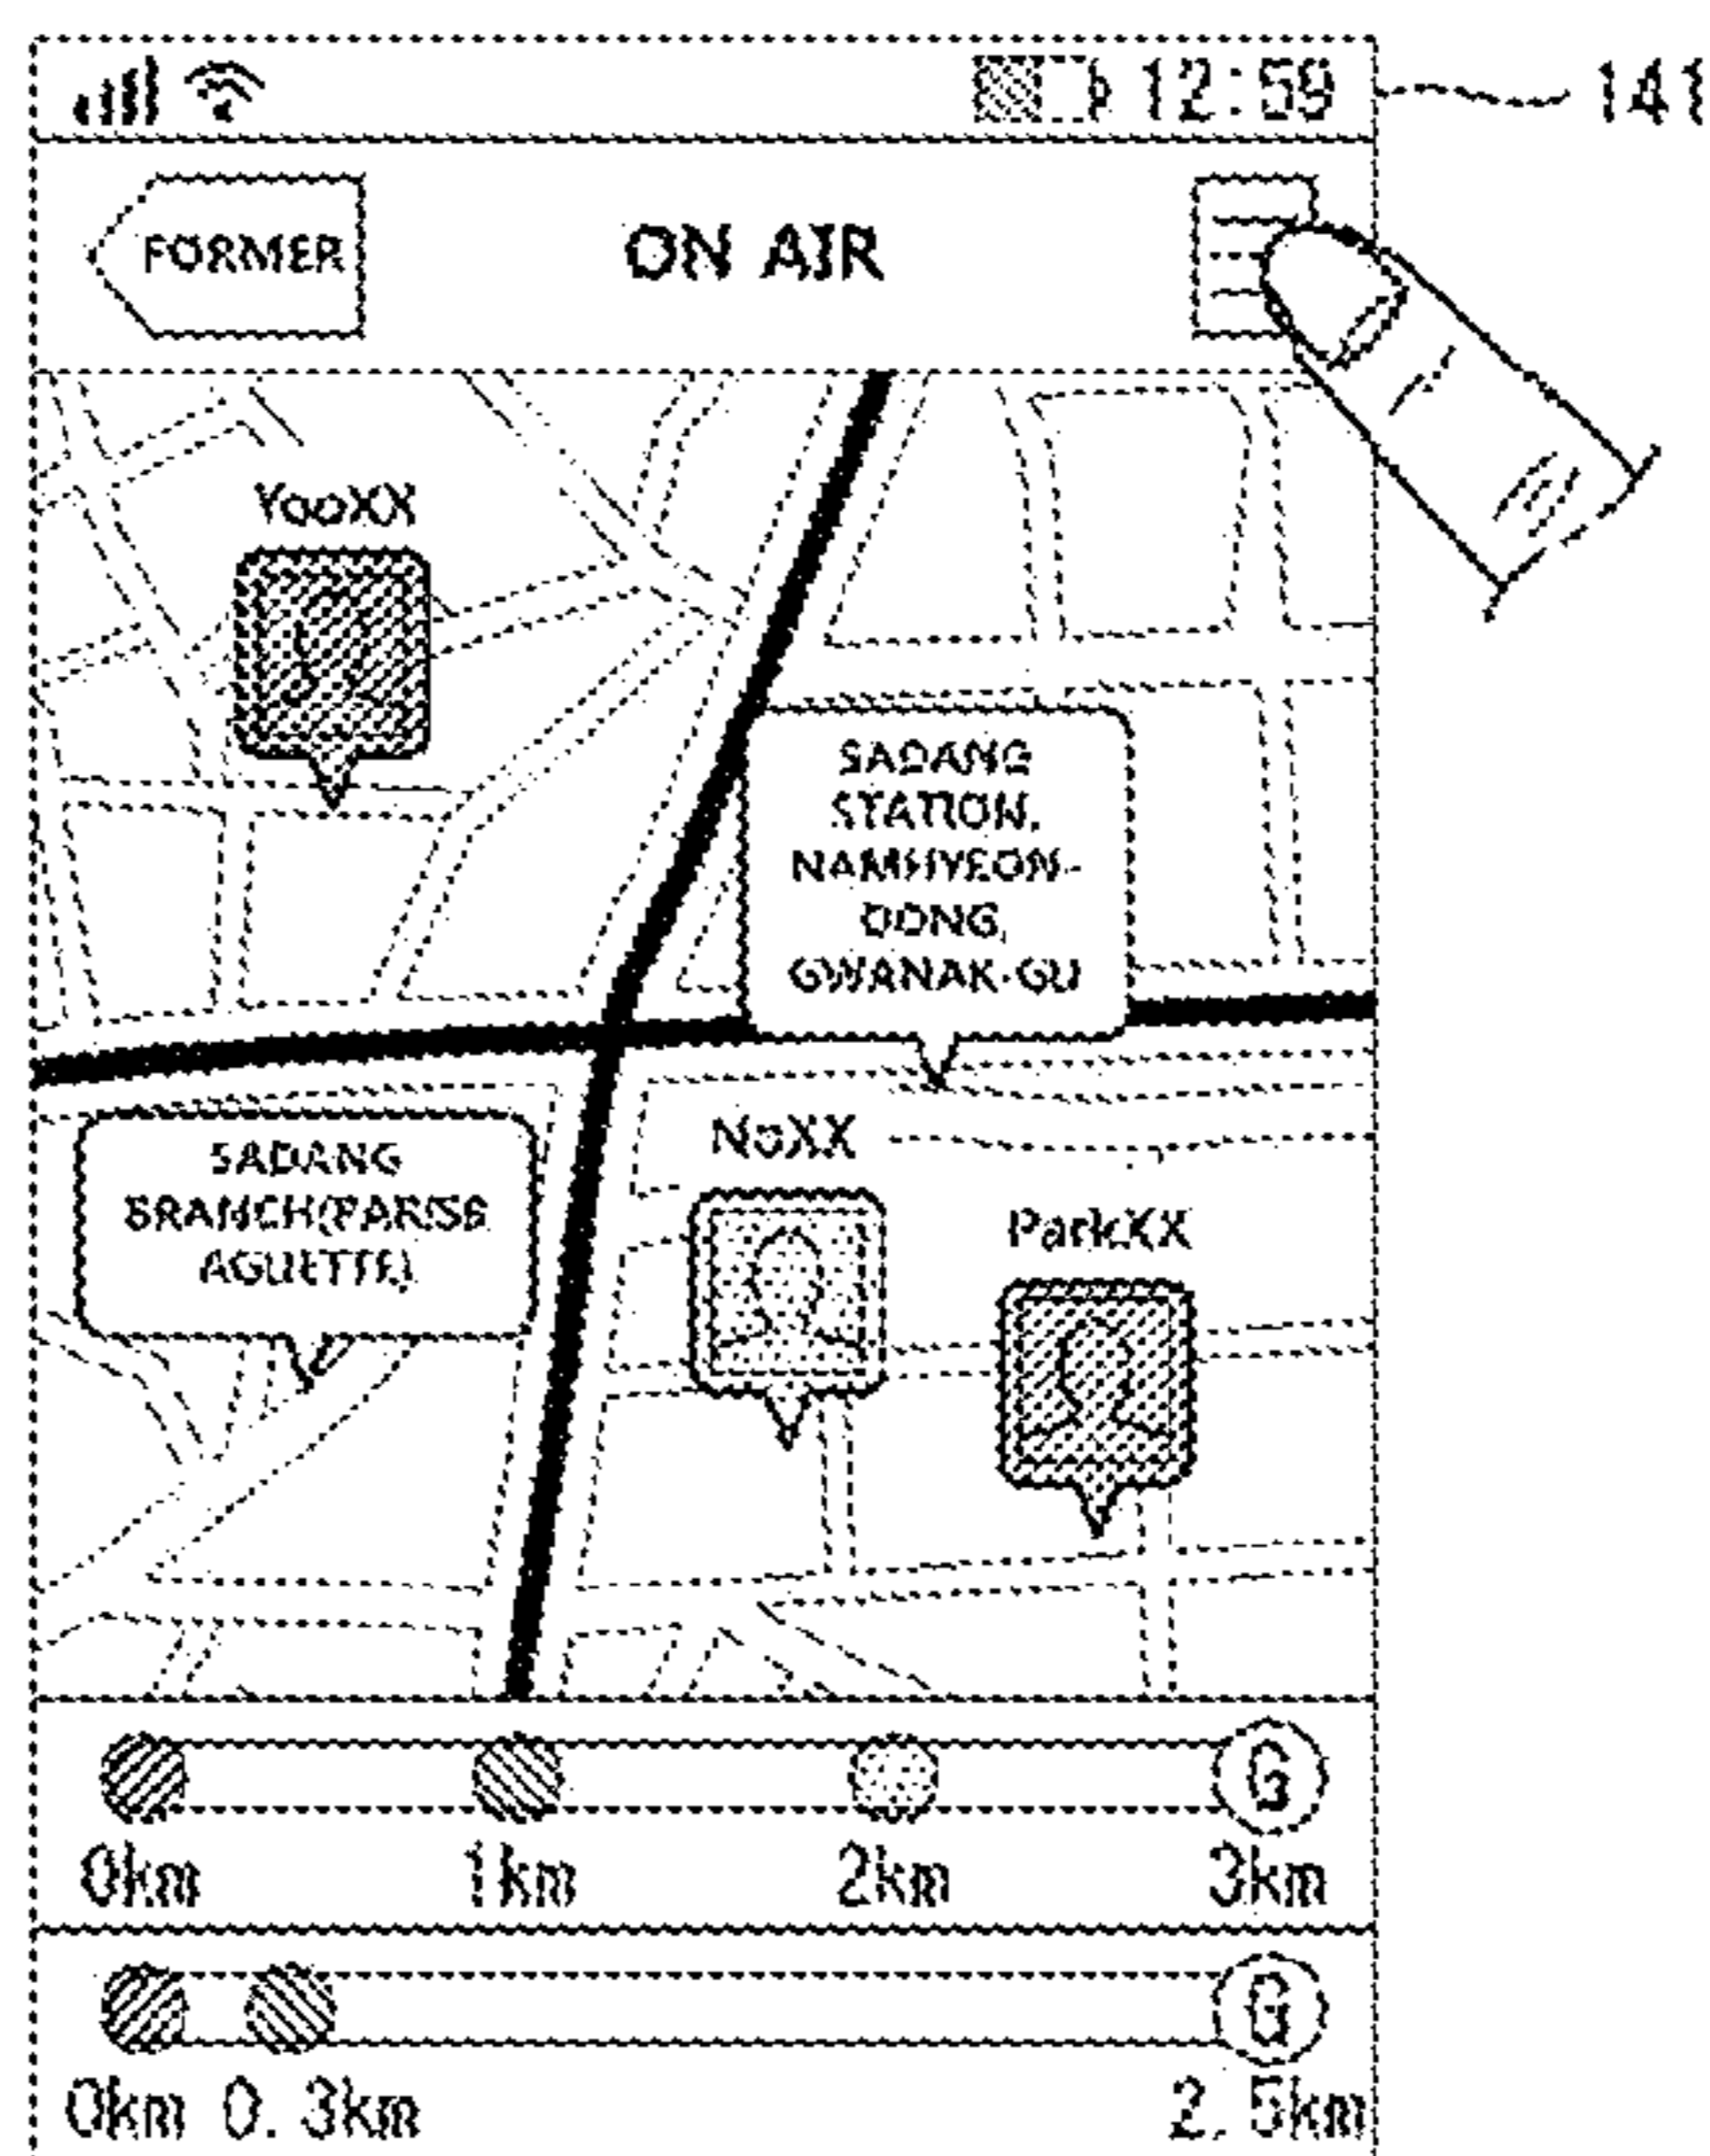 12:59
141
FORMER
ON AIR
YooXX
SADANG
STATION,
NAMHYEON-
DONG,
GWANAK-GU
NoXX
SADANG
BRANCH(PARISB
AGUETTE)
ParkXX
G
0km 1km 2km 3km
G
0km 0.3km 2.5km